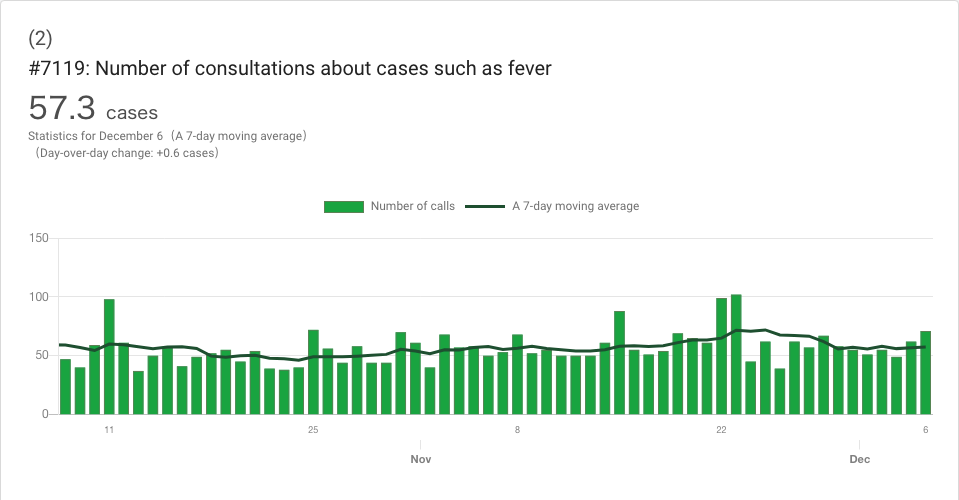 (2)
#7119: Number of consultations about cases such as fever
57.3 cases
Statistics for December 6（A 7-day moving average）
（Day-over-day change: +0.6 cases）
Number of calls A 7-day moving average
150
100
50
0
11 25 8 22 6
Nov Dec